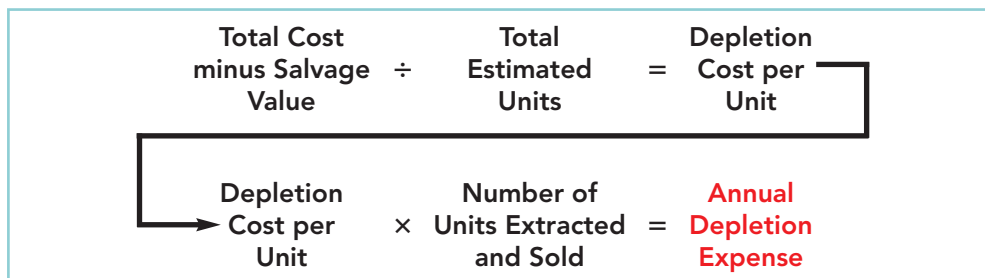 Total Cost Total Depletion
minus Salvage ÷ Estimated = Cost per
Value Units Unit
Depletion Number of Annual
Cost per × Units Extracted = Depletion
Unit and Sold Expense